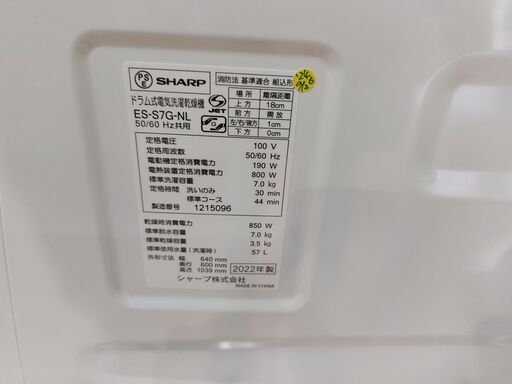 PS
E
SHARP
ドラム式電気洗濯乾燥機
ES-S7G-NL
50/60 Hz共用
JET
消防法 基準適合 組込形
場所 離隔距離
上方 18cm
前方 開放
左/右/後方 1cm
下方 0cm
定格電圧 100 V
定格周波数 50/60 Hz
電動機定格消費電力 190 W
電熱装置定格消費電力 800 W
標準洗濯容量 7.0 kg
定格時間 洗いのみ 30 min
標準コース 44 min
製造番号 1215096
乾燥時消費電力 850 W
標準脱水容量 7.0 kg
標準乾燥容量 3.5 kg
標準使用水量(洗濯時) 57 L
外形寸法 幅 640 mm
奥行 600 mm
高さ 1039 mm
2022年製
シャープ株式会社
MADE IN CHINA